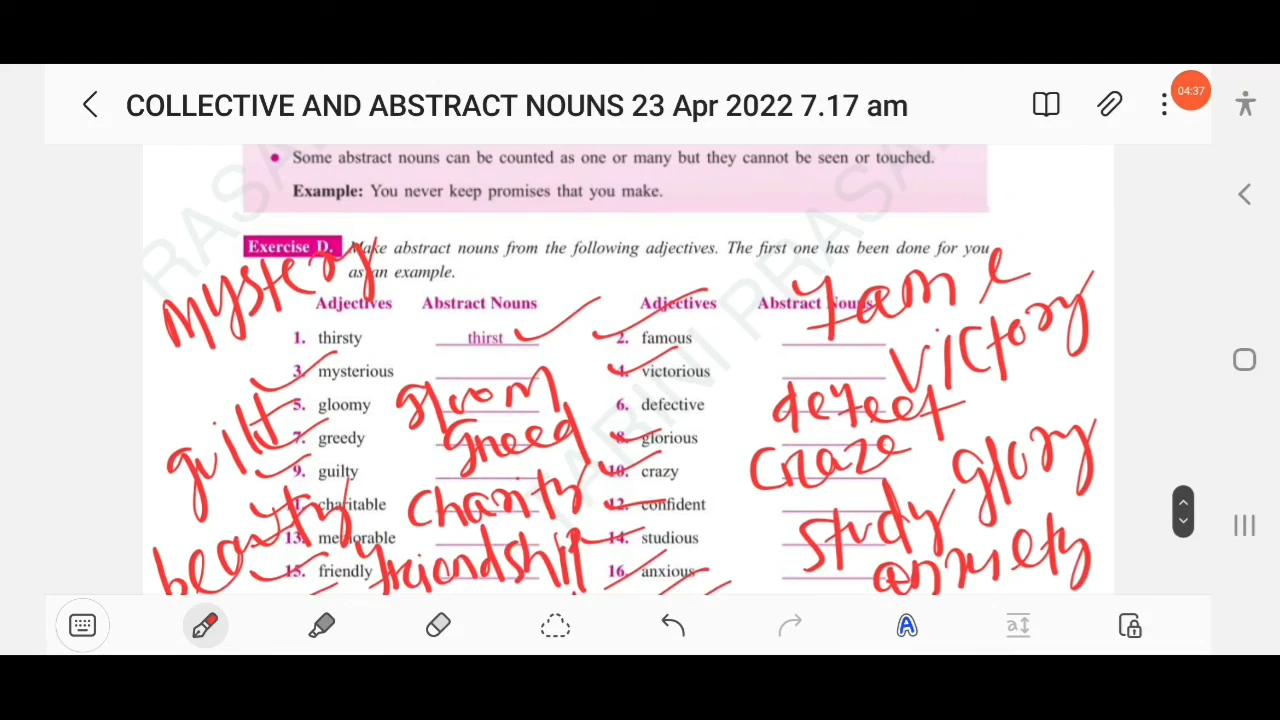 04:37
COLLECTIVE AND ABSTRACT NOUNS 23 Apr 2022 7.17 am
• Some abstract nouns can be counted as one or many but they cannot be seen or touched.
Example: You never keep promises that you make.
Exercise D. Make abstract nouns from the following adjectives. The first one has been done for you
as an example.
Mystery
fame
Adjectives Abstract Nouns Adjectives Abstract Nouns
1. thirsty thirst 2. famous
victory
3. mysterious 4. victorious
5. gloomy gloom 6. defective defect
guilt
7. greedy Greed 8. glorious glory
9. guilty 10. crazy craze
11. charitable charity 12. confident
beauty
13. memorable 14. studious study
15. friendly friendship 16. anxious anxiety
TARINI PRASAD